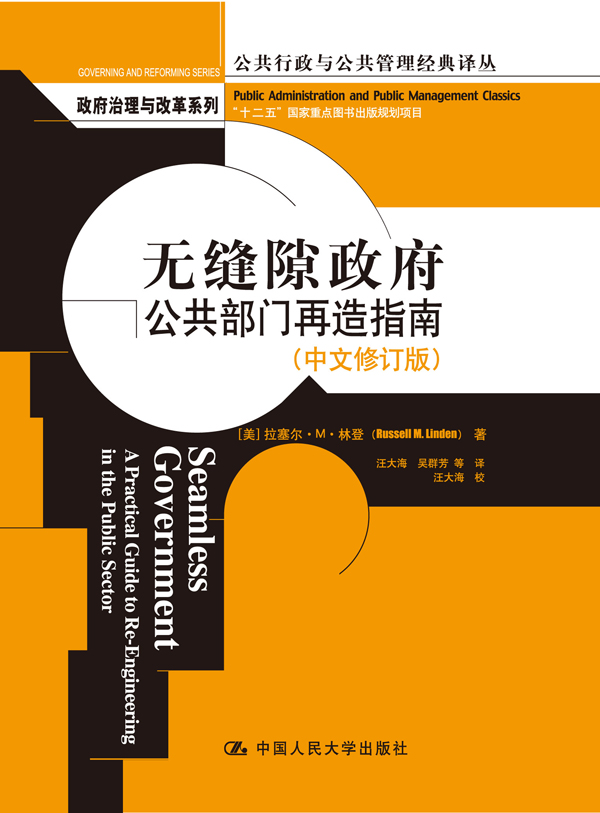 GOVERNING AND REFORMING SERIES
政府治理与改革系列
公共行政与公共管理经典译丛
Public Administration and Public Management Classics
“十二五”国家重点图书出版规划项目
无缝隙政府
公共部门再造指南
(中文修订版)
[美] 拉塞尔·M·林登 (Russell M. Linden) 著
汪大海 吴群芳 等 译
汪大海 校
Seamless
Government
A Practical Guide to Re-Engineering
in the Public Sector
中国人民大学出版社